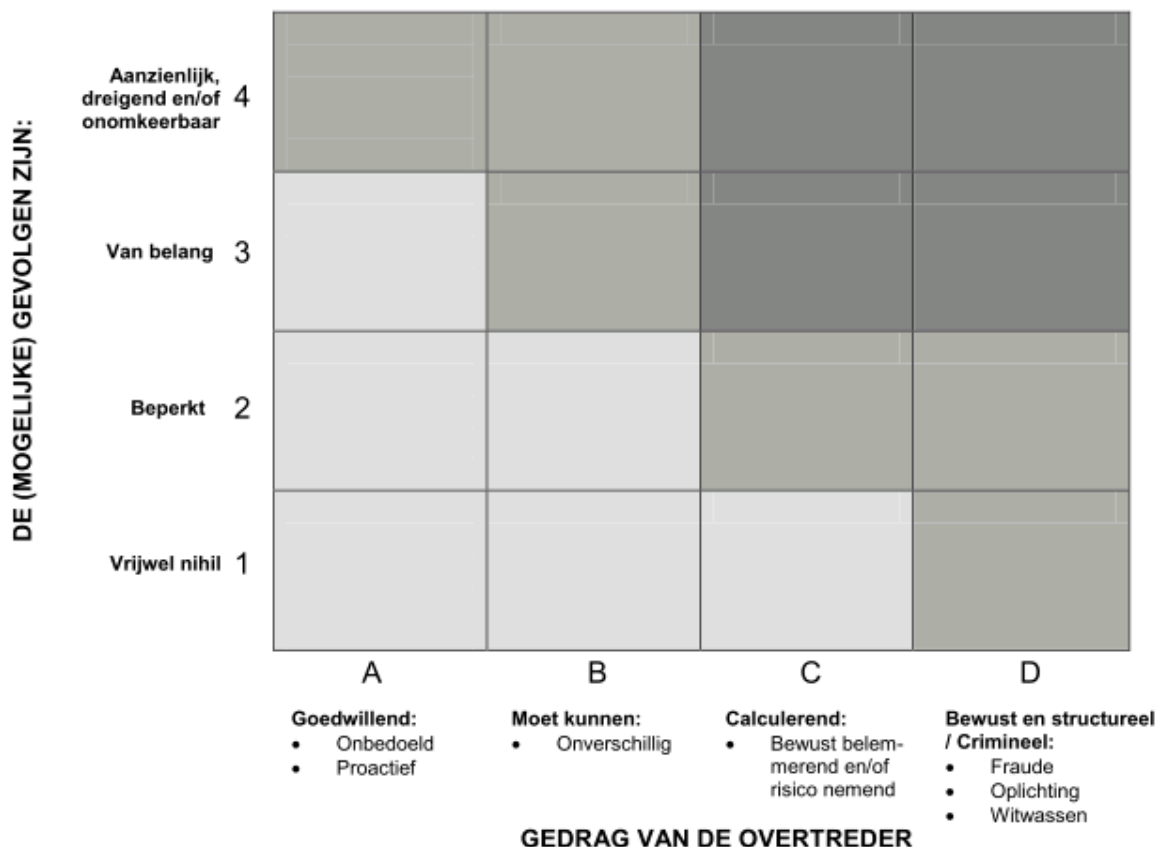 DE (MOGELIJKE) GEVOLGEN ZIJN:
Aanzienlijk,
dreigend en/of
onomkeerbaar
4
Van belang 3
Beperkt 2
Vrijwel nihil 1
A
B
C
D
Goedwillend:
• Onbedoeld
• Proactief
Moet kunnen:
• Onverschillig
Calculerend:
• Bewust belem-
merend en/of
risico nemend
Bewust en structureel
/ Crimineel:
• Fraude
• Oplichting
• Witwassen
GEDRAG VAN DE OVERTREDER